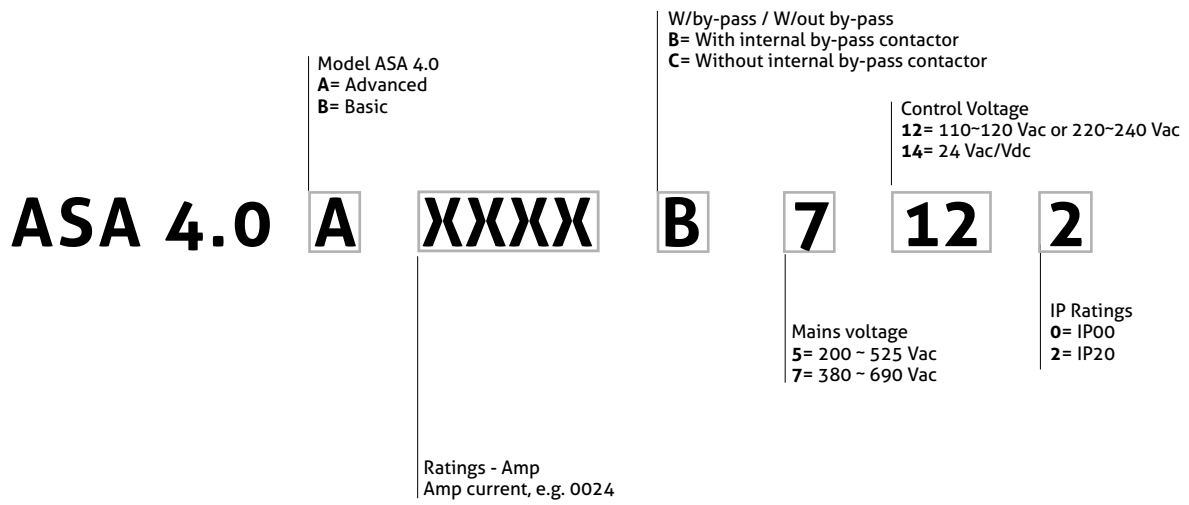 W/by-pass / W/out by-pass
B= With internal by-pass contactor
C= Without internal by-pass contactor
Model ASA 4.0
A= Advanced
B= Basic
Control Voltage
12= 110~120 Vac or 220~240 Vac
14= 24 Vac/Vdc
ASA 4.0 A XXXX B 7 12 2
IP Ratings
0= IP00
2= IP20
Mains voltage
5= 200 ~ 525 Vac
7= 380 ~ 690 Vac
Ratings - Amp
Amp current, e.g. 0024